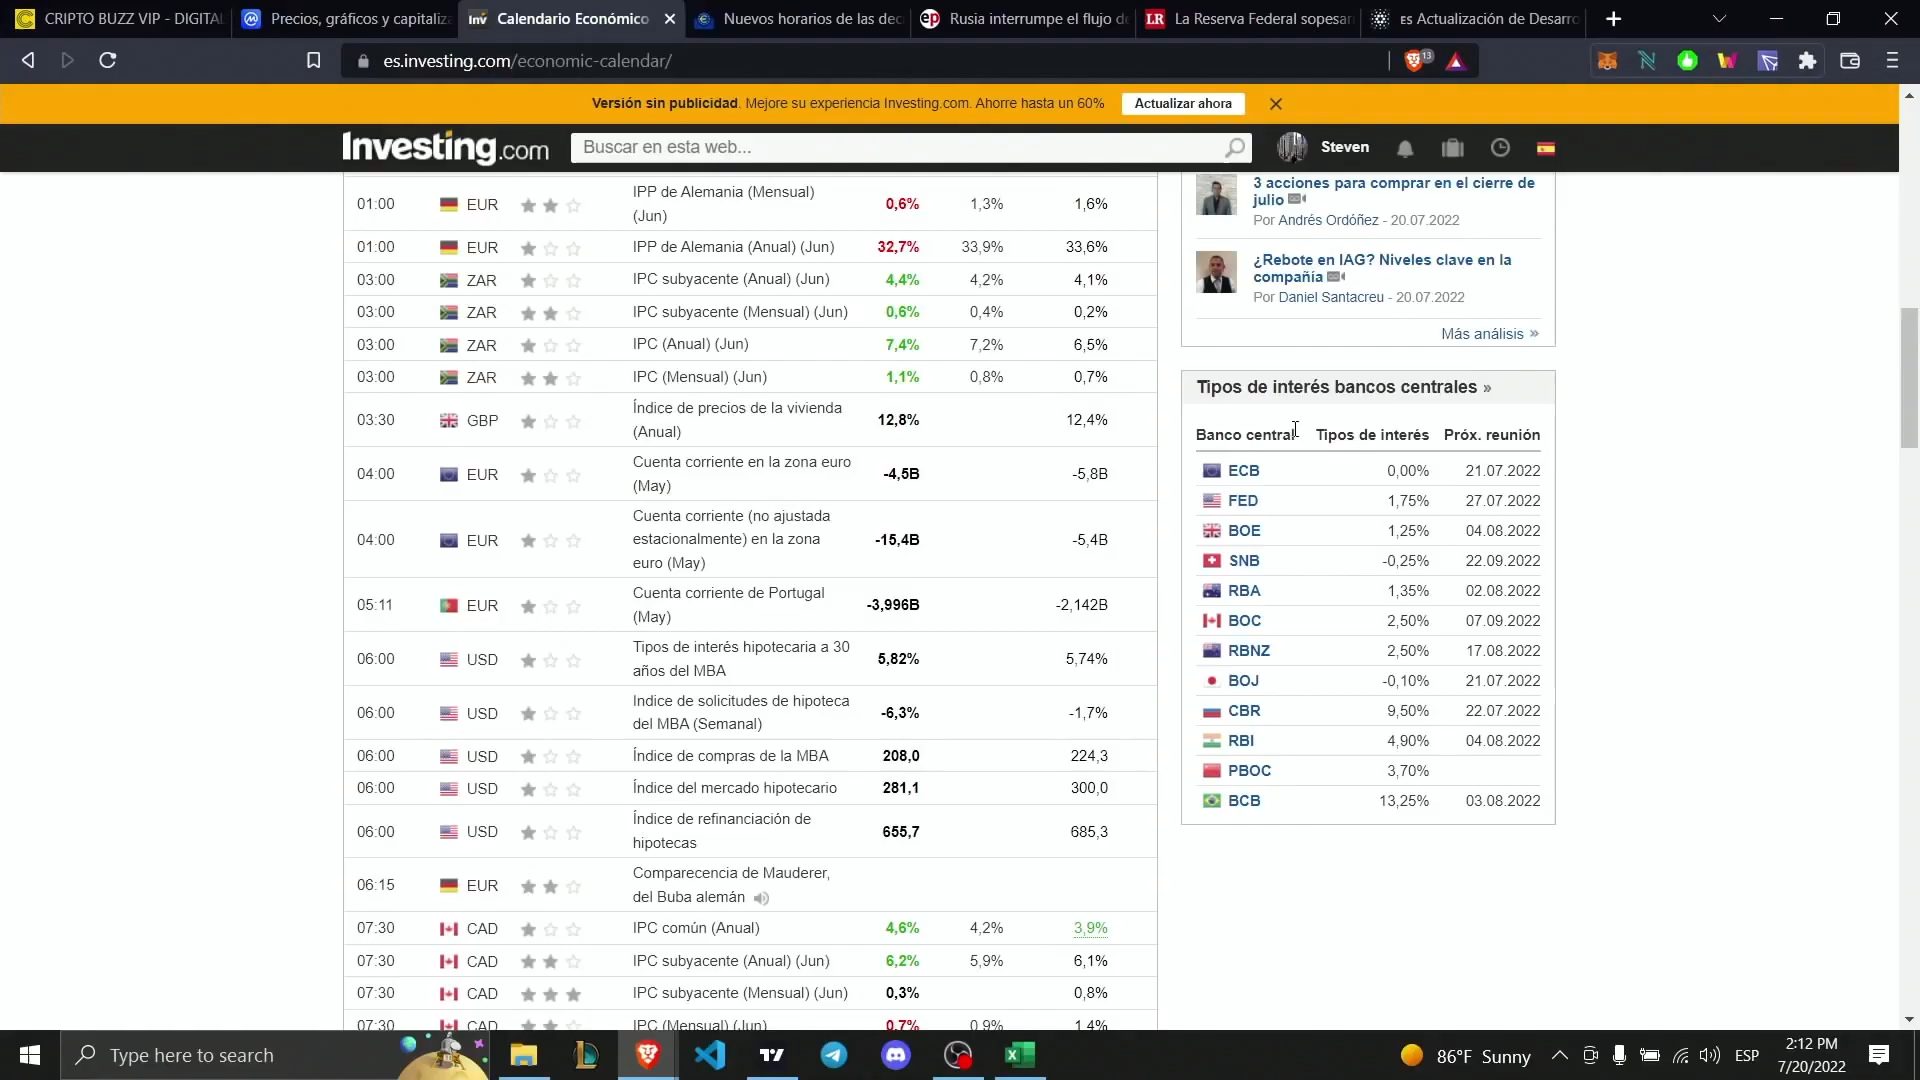 CRIPTO BUZZ VIP - DIGITAL
Precios, gráficos y capitaliza
Inv Calendario Económico
Nuevos horarios de las dec
ep Rusia interrumpe el flujo d
LR La Reserva Federal sopesar
ES Actualización de Desarro
es.investing.com/economic-calendar/
13
Versión sin publicidad. Mejore su experiencia Investing.com. Ahorre hasta un 60% Actualizar ahora
Investing.com
Buscar en esta web...
Steven
01:00 EUR IPP de Alemania (Mensual) (Jun) 0,6% 1,3% 1,6%
01:00 EUR IPP de Alemania (Anual) (Jun) 32,7% 33,9% 33,6%
03:00 ZAR IPC subyacente (Anual) (Jun) 4,4% 4,2% 4,1%
03:00 ZAR IPC subyacente (Mensual) (Jun) 0,6% 0,4% 0,2%
03:00 ZAR IPC (Anual) (Jun) 7,4% 7,2% 6,5%
03:00 ZAR IPC (Mensual) (Jun) 1,1% 0,8% 0,7%
03:30 GBP Índice de precios de la vivienda (Anual) 12,8% 12,4%
04:00 EUR Cuenta corriente en la zona euro (May) -4,5B -5,8B
04:00 EUR Cuenta corriente (no ajustada estacionalmente) en la zona euro (May) -15,4B -5,4B
05:11 EUR Cuenta corriente de Portugal (May) -3,996B -2,142B
06:00 USD Tipos de interés hipotecaria a 30 años del MBA 5,82% 5,74%
06:00 USD Indice de solicitudes de hipoteca del MBA (Semanal) -6,3% -1,7%
06:00 USD Índice de compras de la MBA 208,0 224,3
06:00 USD Índice del mercado hipotecario 281,1 300,0
06:00 USD Índice de refinanciación de hipotecas 655,7 685,3
06:15 EUR Comparecencia de Mauderer, del Buba alemán
07:30 CAD IPC común (Anual) 4,6% 4,2% 3,9%
07:30 CAD IPC subyacente (Anual) (Jun) 6,2% 5,9% 6,1%
07:30 CAD IPC subyacente (Mensual) (Jun) 0,3% 0,8%
07:30 CAD IPC (Mensual) (Jun) 0,7% 0,9% 1,4%
3 acciones para comprar en el cierre de
julio
Por Andrés Ordóñez - 20.07.2022
¿Rebote en IAG? Niveles clave en la
compañía
Por Daniel Santacreu - 20.07.2022
Más análisis »
Tipos de interés bancos centrales »
Banco central Tipos de interés Próx. reunión
ECB 0,00% 21.07.2022
FED 1,75% 27.07.2022
BOE 1,25% 04.08.2022
SNB -0,25% 22.09.2022
RBA 1,35% 02.08.2022
BOC 2,50% 07.09.2022
RBNZ 2,50% 17.08.2022
BOJ -0,10% 21.07.2022
CBR 9,50% 22.07.2022
RBI 4,90% 04.08.2022
PBOC 3,70%
BCB 13,25% 03.08.2022
Type here to search
86°F Sunny
ESP
2:12 PM
7/20/2022